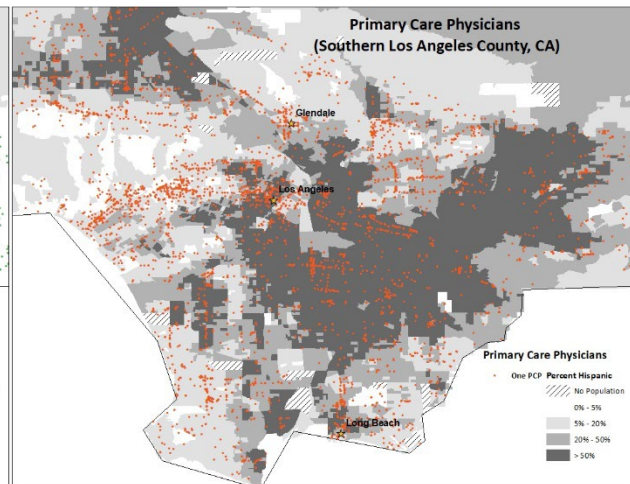 Primary Care Physicians
(Southern Los Angeles County, CA)
Glendale
Los Angeles
Long Beach
Primary Care Physicians
One PCP Percent Hispanic
No Population
0% - 5%
5% - 20%
20% - 50%
> 50%